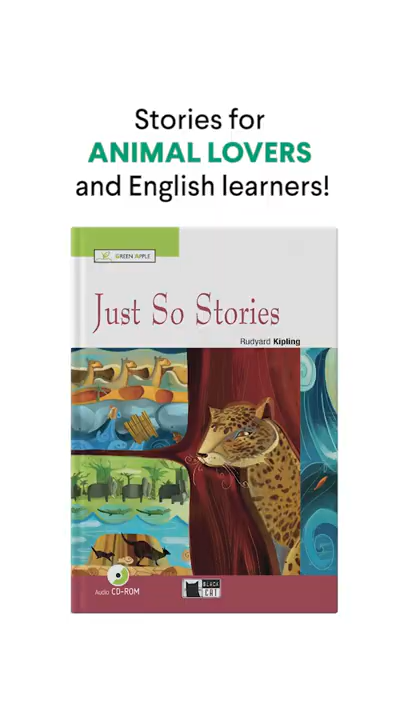 Stories for
ANIMAL LOVERS
and English learners!
GREEN APPLE
Just So Stories
Rudyard Kipling
Audio CD-ROM
BLACK
CAT